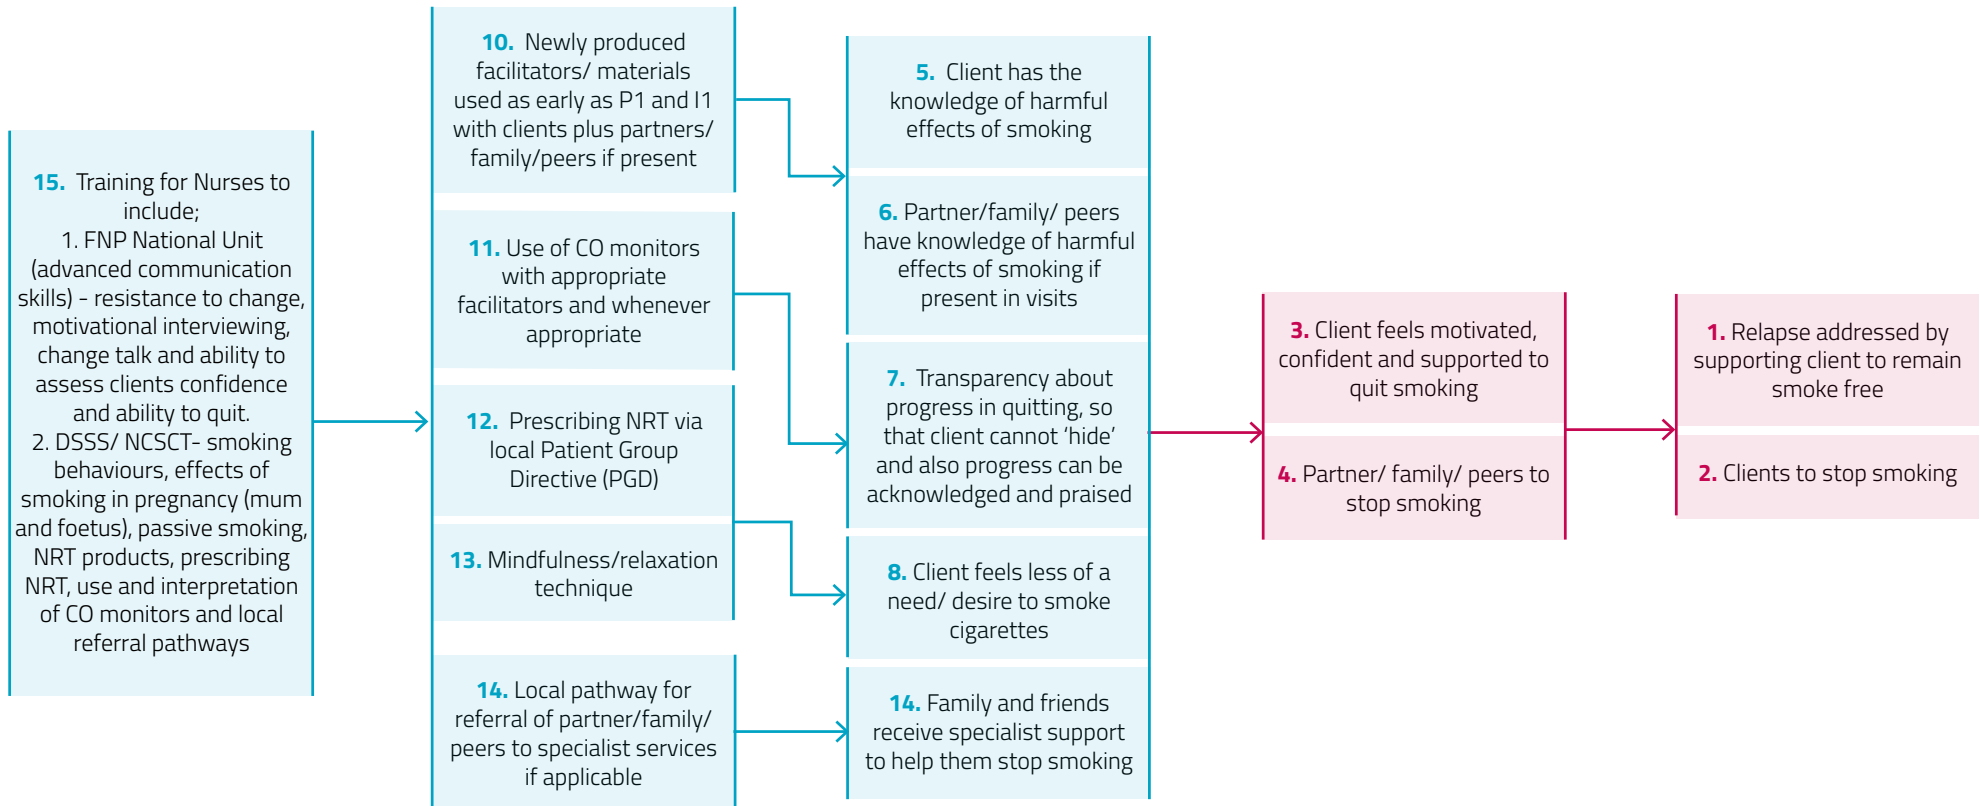 15. Training for Nurses to
include;
1. FNP National Unit
(advanced communication
skills) - resistance to change,
motivational interviewing,
change talk and ability to
assess clients confidence
and ability to quit.
2. DSSS/ NCSCT- smoking
behaviours, effects of
smoking in pregnancy (mum
and foetus), passive smoking,
NRT products, prescribing
NRT, use and interpretation
of CO monitors and local
referral pathways
10. Newly produced
facilitators/ materials
used as early as P1 and I1
with clients plus partners/
family/peers if present
11. Use of CO monitors
with appropriate
facilitators and whenever
appropriate
12. Prescribing NRT via
local Patient Group
Directive (PGD)
13. Mindfulness/relaxation
technique
14. Local pathway for
referral of partner/family/
peers to specialist services
if applicable
5. Client has the
knowledge of harmful
effects of smoking
6. Partner/family/ peers
have knowledge of harmful
effects of smoking if
present in visits
7. Transparency about
progress in quitting, so
that client cannot ‘hide’
and also progress can be
acknowledged and praised
8. Client feels less of a
need/ desire to smoke
cigarettes
14. Family and friends
receive specialist support
to help them stop smoking
3. Client feels motivated,
confident and supported to
quit smoking
4. Partner/ family/ peers to
stop smoking
1. Relapse addressed by
supporting client to remain
smoke free
2. Clients to stop smoking